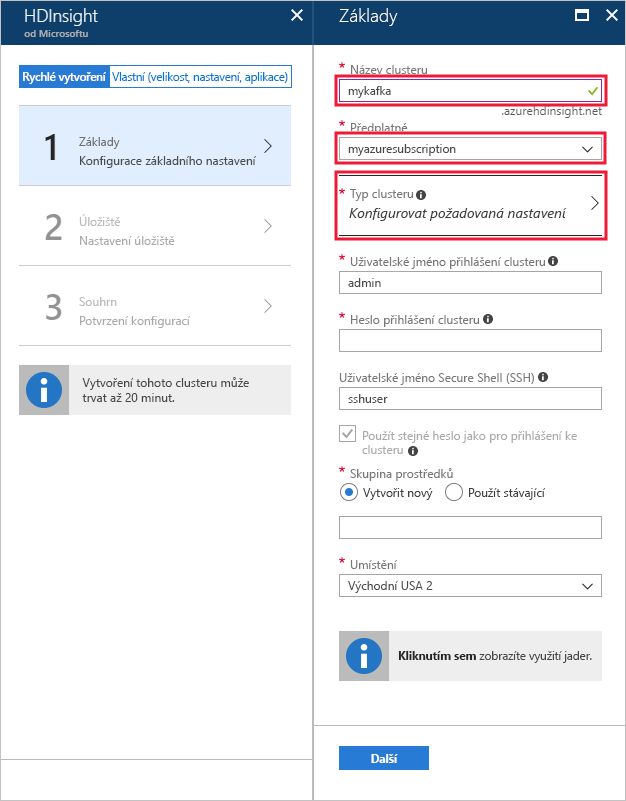 HDInsight
od Microsoftu
Rychlé vytvoření
Vlastní (velikost, nastavení, aplikace)
1
Základy
Konfigurace základního nastavení
2
Úložiště
Nastavení úložiště
3
Souhrn
Potvrzení konfigurací
Vytvoření tohoto clusteru může
trvat až 20 minut.
Základy
* Název clusteru
mykafka
.azurehdinsight.net
* Předplatné
myazuresubscription
* Typ clusteru
Konfigurovat požadovaná nastavení
* Uživatelské jméno přihlášení clusteru
admin
* Heslo přihlášení clusteru
Uživatelské jméno Secure Shell (SSH)
sshuser
Použít stejné heslo jako pro přihlášení ke
clusteru
* Skupina prostředků
Vytvořit nový
Použít stávající
* Umístění
Východní USA 2
Kliknutím sem zobrazíte využití jader.
Další